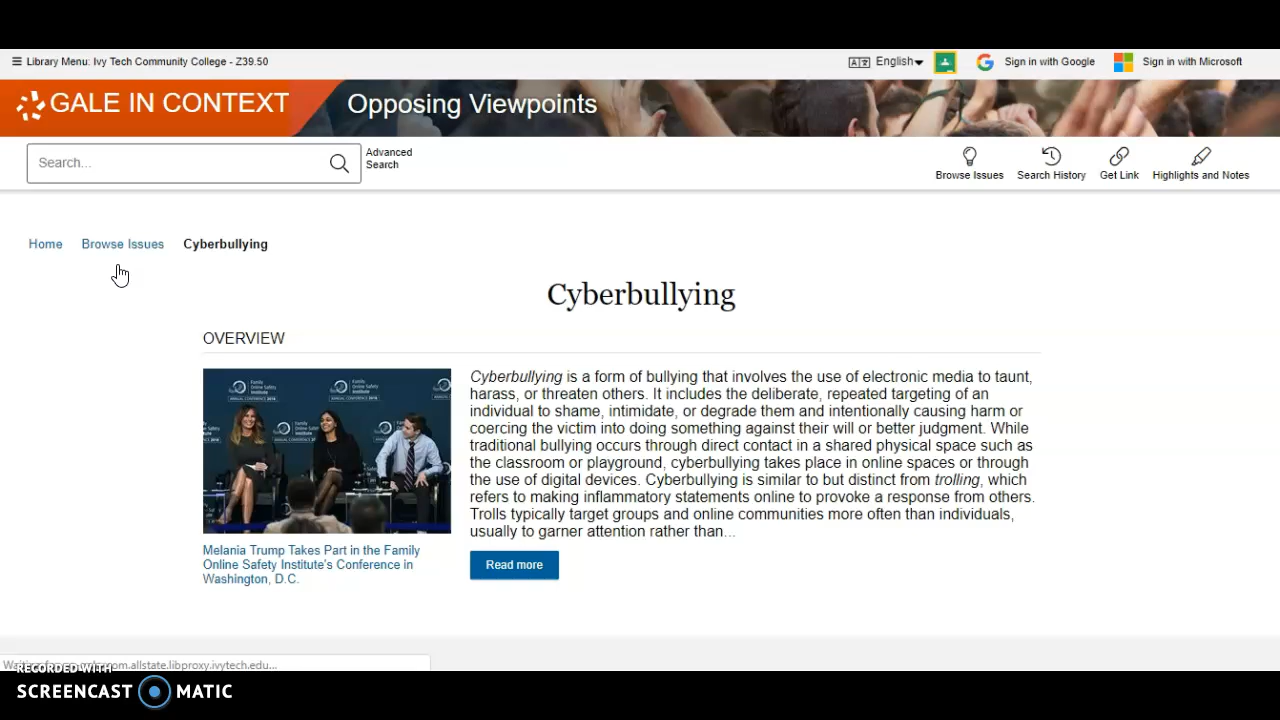 Library Menu: Ivy Tech Community College - Z39.50
English
Sign in with Google
Sign in with Microsoft
GALE IN CONTEXT
Opposing Viewpoints
Search...
Advanced
Search
Browse Issues
Search History
Get Link
Highlights and Notes
Home
Browse Issues
Cyberbullying
Cyberbullying
OVERVIEW
Family
Online Safety
Institute
Melania Trump Takes Part in the Family
Online Safety Institute's Conference in
Washington, D.C.
Cyberbullying is a form of bullying that involves the use of electronic media to taunt,
harass, or threaten others. It includes the deliberate, repeated targeting of an
individual to shame, intimidate, or degrade them and intentionally causing harm or
coercing the victim into doing something against their will or better judgment. While
traditional bullying occurs through direct contact in a shared physical space such as
the classroom or playground, cyberbullying takes place in online spaces or through
the use of digital devices. Cyberbullying is similar to but distinct from trolling, which
refers to making inflammatory statements online to provoke a response from others.
Trolls typically target groups and online communities more often than individuals,
usually to garner attention rather than...
Read more
.allstate.libproxy.ivytech.edu...
RECORDED WITH
SCREENCAST MATIC